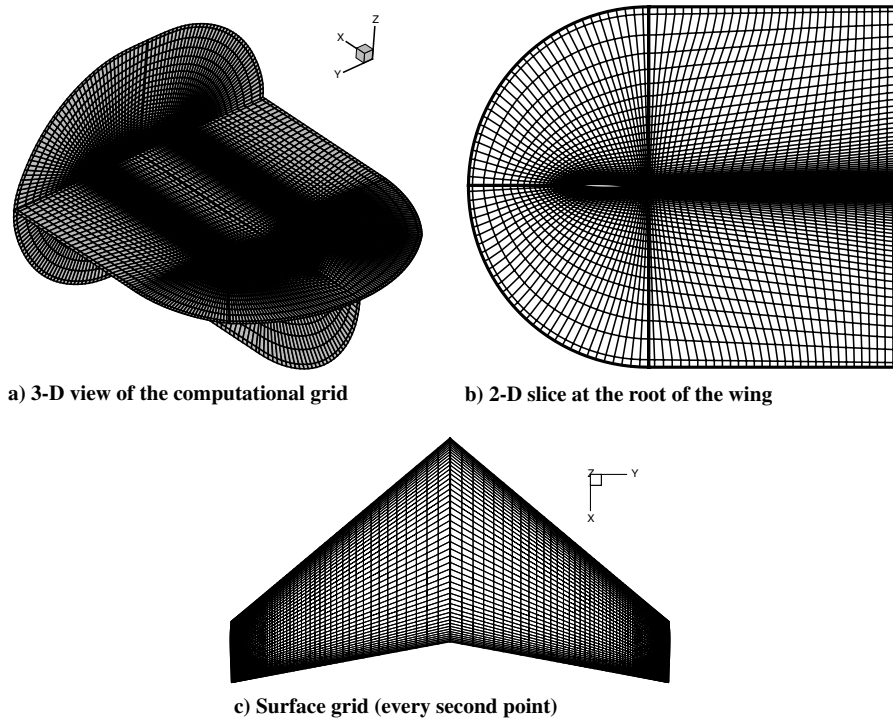 Z
X
Y
a) 3-D view of the computational grid
b) 2-D slice at the root of the wing
Z Y
X
c) Surface grid (every second point)